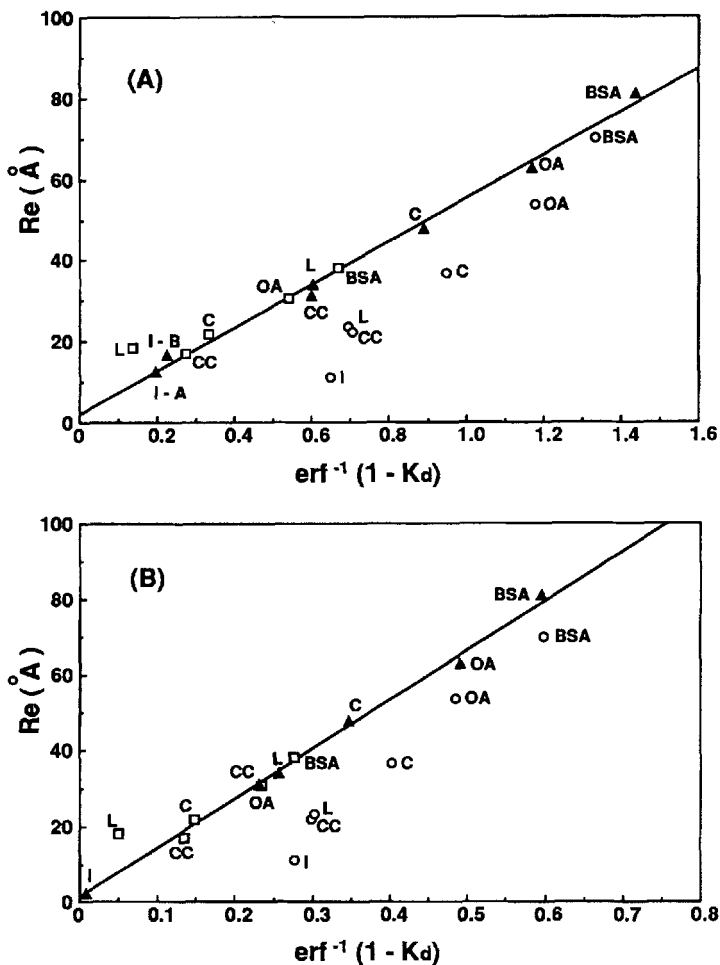 100
(A)
BSA
80
BSA
OA
60
OA
Re (Å)
C
L
40
C
OA
BSA
CC
C
L
20
I - B
L
CC
CC
I
I - A
0
0 0.2 0.4 0.6 0.8 1.0 1.2 1.4 1.6
erf -1 (1 - Kd)
100
(B)
80
BSA
BSA
OA
60
OA
Re (Å)
C
40
L
CC
BSA
C
OA
C
L
20
L
CC
CC
I
I
0
0 0.1 0.2 0.3 0.4 0.5 0.6 0.7 0.8
erf -1 (1 - Kd)